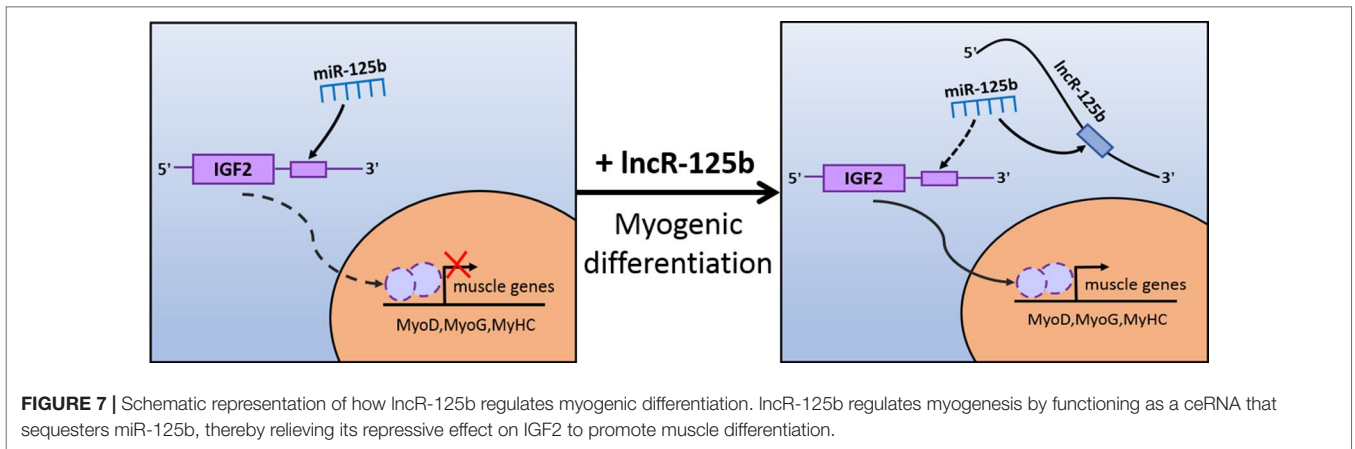 miR-125b
5'
IGF2
3'
muscle genes
MyoD,MyoG,MyHC
+ lncR-125b
Myogenic
differentiation
5'
lncR-125b
miR-125b
5'
IGF2
3'
3'
muscle genes
MyoD,MyoG,MyHC
FIGURE 7 | Schematic representation of how lncR-125b regulates myogenic differentiation. lncR-125b regulates myogenesis by functioning as a ceRNA that
sequesters miR-125b, thereby relieving its repressive effect on IGF2 to promote muscle differentiation.